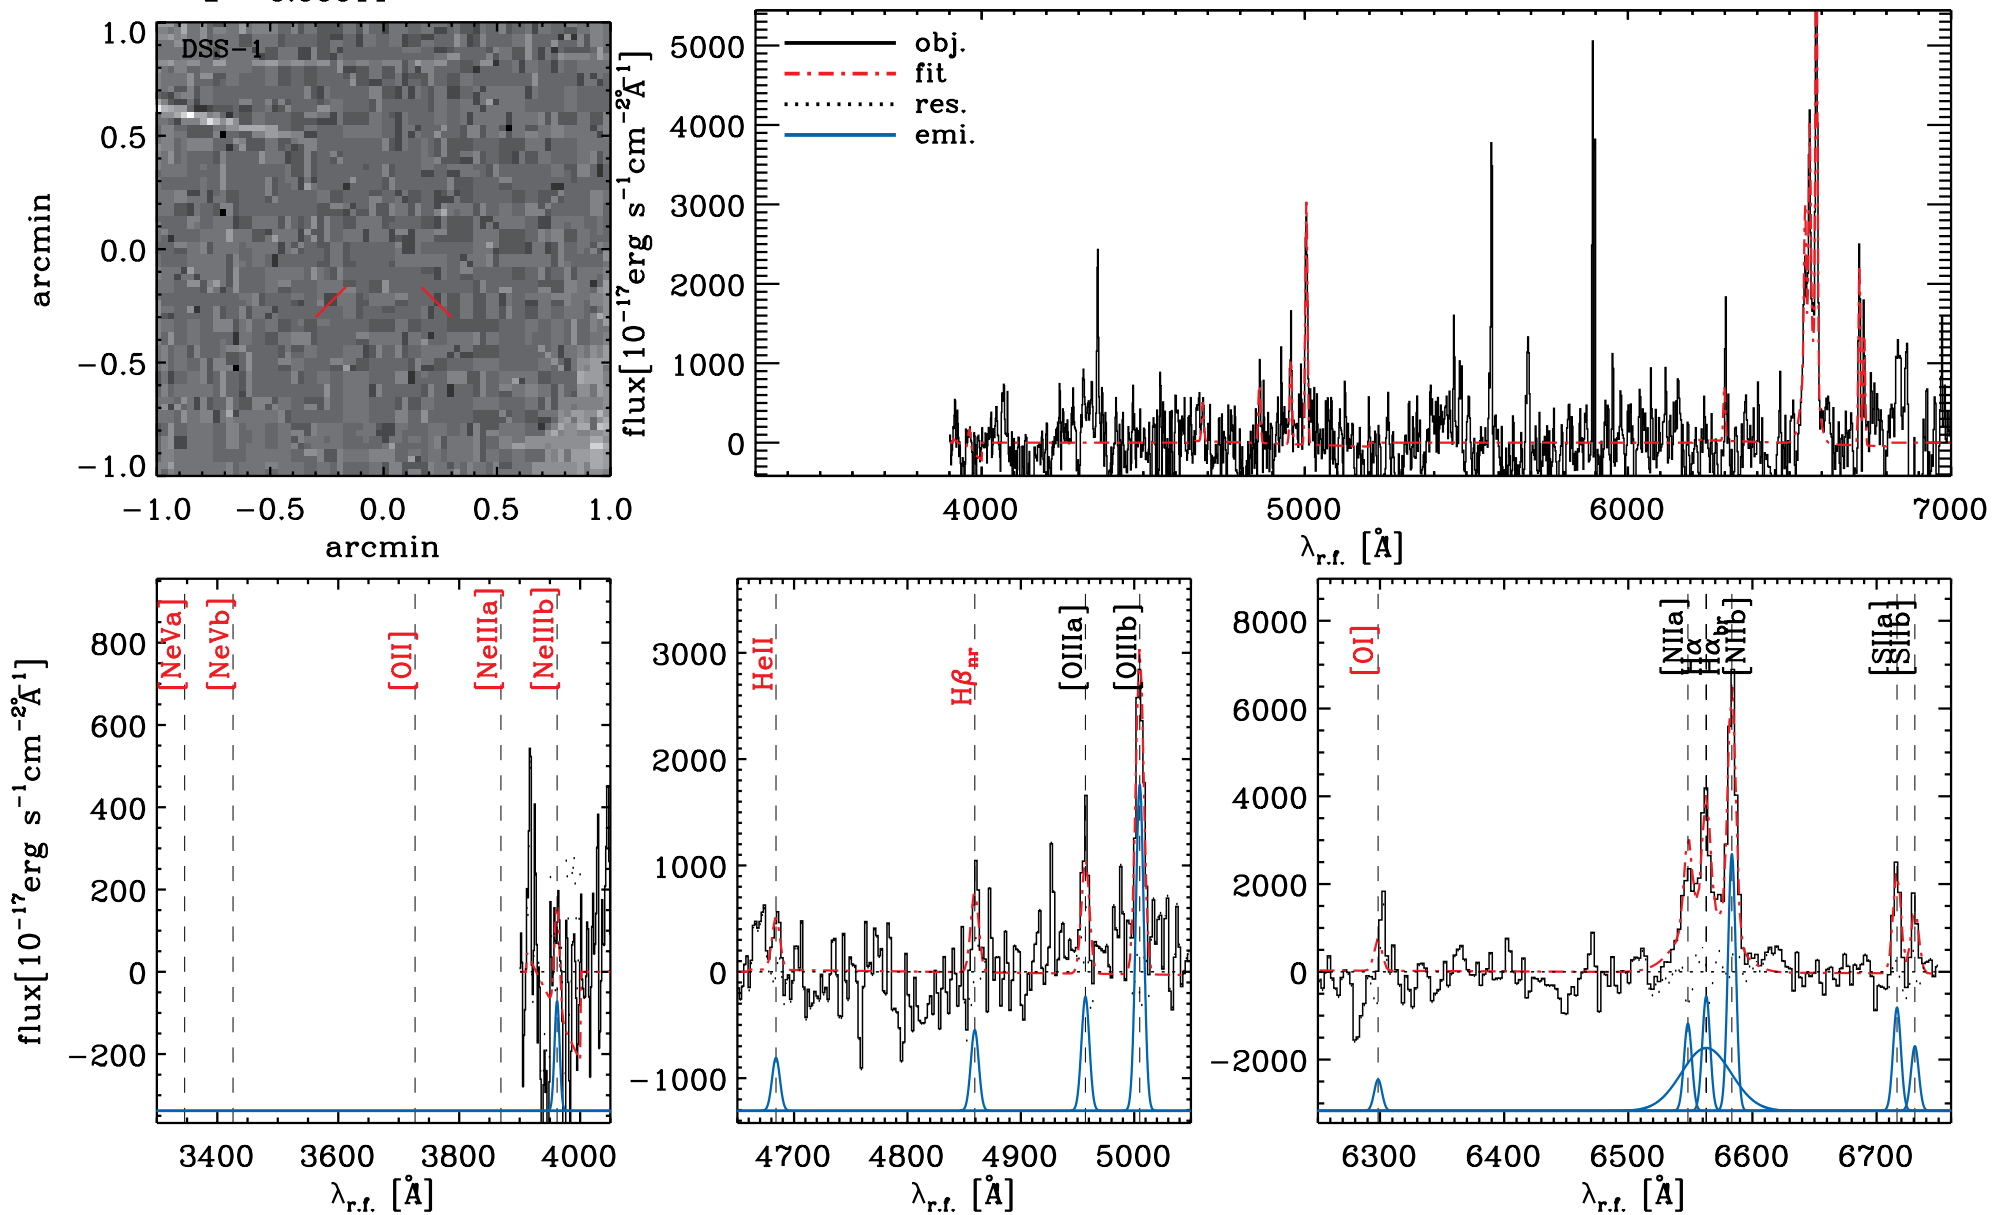 DSS-1
1.0
0.5
0.0
−0.5
−1.0
arcmin
−1.0 −0.5 0.0 0.5 1.0
arcmin
flux[10⁻¹⁷erg s⁻¹cm⁻²Å⁻¹]
5000
4000
3000
2000
1000
0
obj.
fit
res.
emi.
4000 5000 6000 7000
λr.f. [Å]
flux[10⁻¹⁷erg s⁻¹cm⁻²Å⁻¹]
800
600
400
200
0
−200
[NeVa] [NeVb] [OII] [NeIIIa] [NeIIIb]
3400 3600 3800 4000
λr.f. [Å]
3000
2000
1000
0
−1000
HeII Hβnr [OIIIa] [OIIIb]
4700 4800 4900 5000
λr.f. [Å]
8000
6000
4000
2000
0
−2000
[OI] [NIIa] Hα Hαbr [NIIb] [SIIa] [SIIb]
6300 6400 6500 6600 6700
λr.f. [Å]